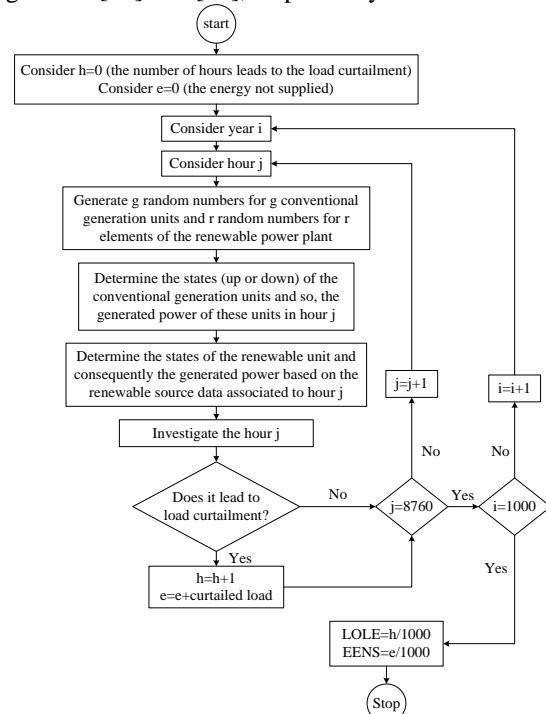 start
Consider h=0 (the number of hours leads to the load curtailment)
Consider e=0 (the energy not supplied)
Consider year i
Consider hour j
Generate g random numbers for g conventional
generation units and r random numbers for r
elements of the renewable power plant
Determine the states (up or down) of the
conventional generation units and so, the
generated power of these units in hour j
Determine the states of the renewable unit and
consequently the generated power based on the
renewable source data associated to hour j
j=j+1
i=i+1
Investigate the hour j
No
No
Does it lead to
load curtailment?
No
j=8760
Yes
i=1000
Yes
Yes
h=h+1
e=e+curtailed load
LOLE=h/1000
EENS=e/1000
Stop